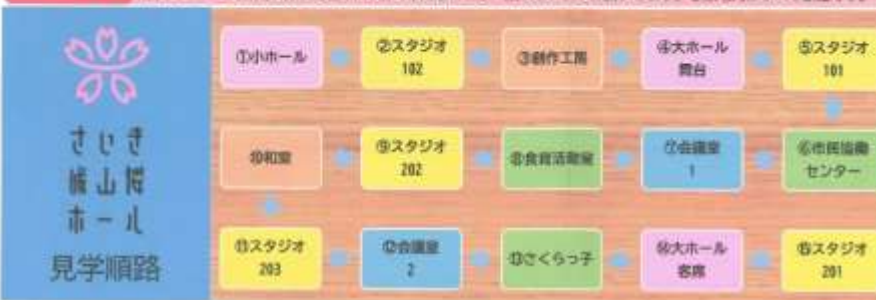 さいき
城山桜
ホール
見学順路
①小ホール
②スタジオ
102
③創作工房
④大ホール
舞台
⑤スタジオ
101
⑥市民協働
センター
⑦会議室
1
⑧食育活動室
⑨スタジオ
202
⑩和室
⑪スタジオ
203
⑫会議室
2
⑬さくらっ子
⑭大ホール
客席
⑮スタジオ
201